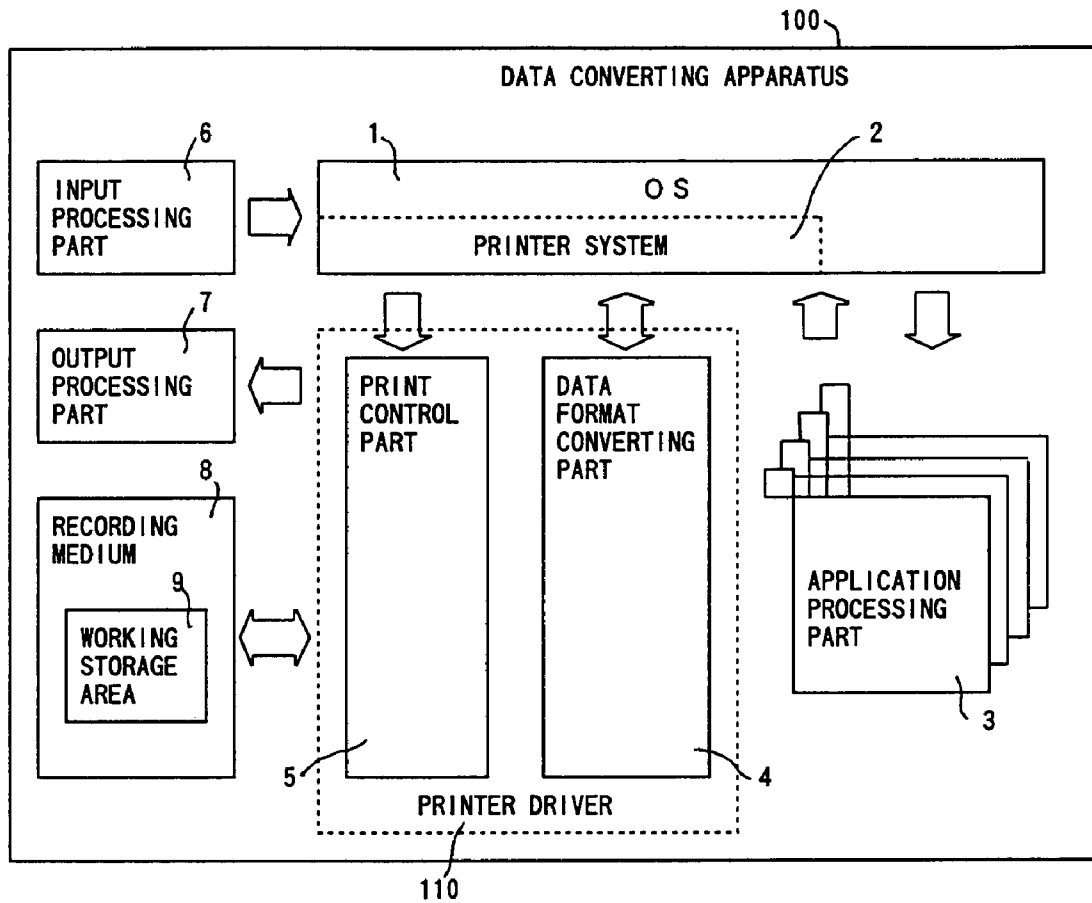 100
DATA CONVERTING APPARATUS
6
INPUT
PROCESSING
PART
1
2
OS
PRINTER SYSTEM
7
OUTPUT
PROCESSING
PART
PRINT
CONTROL
PART
DATA
FORMAT
CONVERTING
PART
8
RECORDING
MEDIUM
9
WORKING
STORAGE
AREA
APPLICATION
PROCESSING
PART
3
5
4
PRINTER DRIVER
110